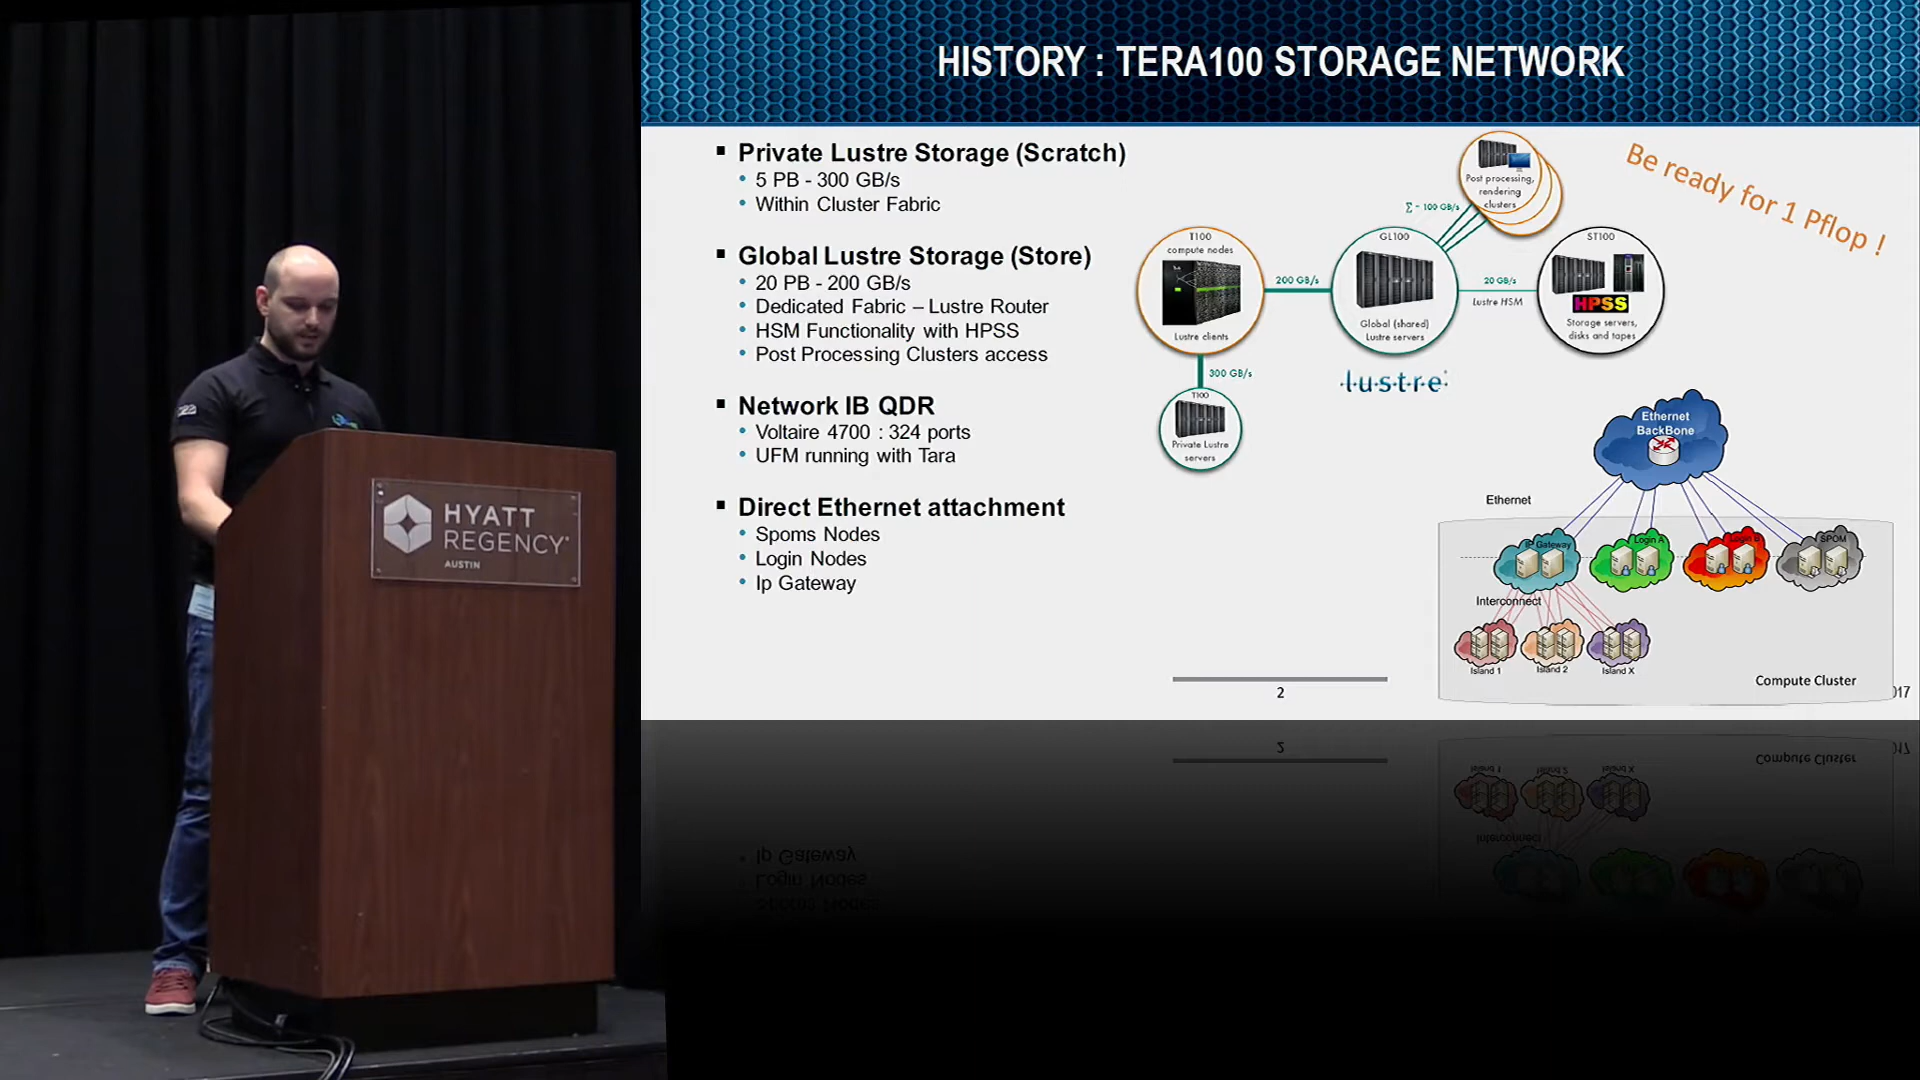 HISTORY : TERA100 STORAGE NETWORK
▪ Private Lustre Storage (Scratch)
• 5 PB - 300 GB/s
• Within Cluster Fabric
▪ Global Lustre Storage (Store)
• 20 PB - 200 GB/s
• Dedicated Fabric – Lustre Router
• HSM Functionality with HPSS
• Post Processing Clusters access
▪ Network IB QDR
• Voltaire 4700 : 324 ports
• UFM running with Tara
▪ Direct Ethernet attachment
• Spoms Nodes
• Login Nodes
• Ip Gateway
Be ready for 1 Pflop !
Post processing,
rendering
clusters
∑ ~ 100 GB/s
T100
compute nodes
Lustre clients
200 GB/s
GL100
Global (shared)
Lustre servers
20 GB/s
Lustre HSM
ST100
HPSS
Storage servers,
disks and tapes
300 GB/s
T100
Private Lustre
servers
lustre
Ethernet
BackBone
Ethernet
IP Gateway
Login A
Login B
SPOM
Interconnect
Island 1
Island 2
Island X
Compute Cluster
2
017
HYATT
REGENCY
AUSTIN